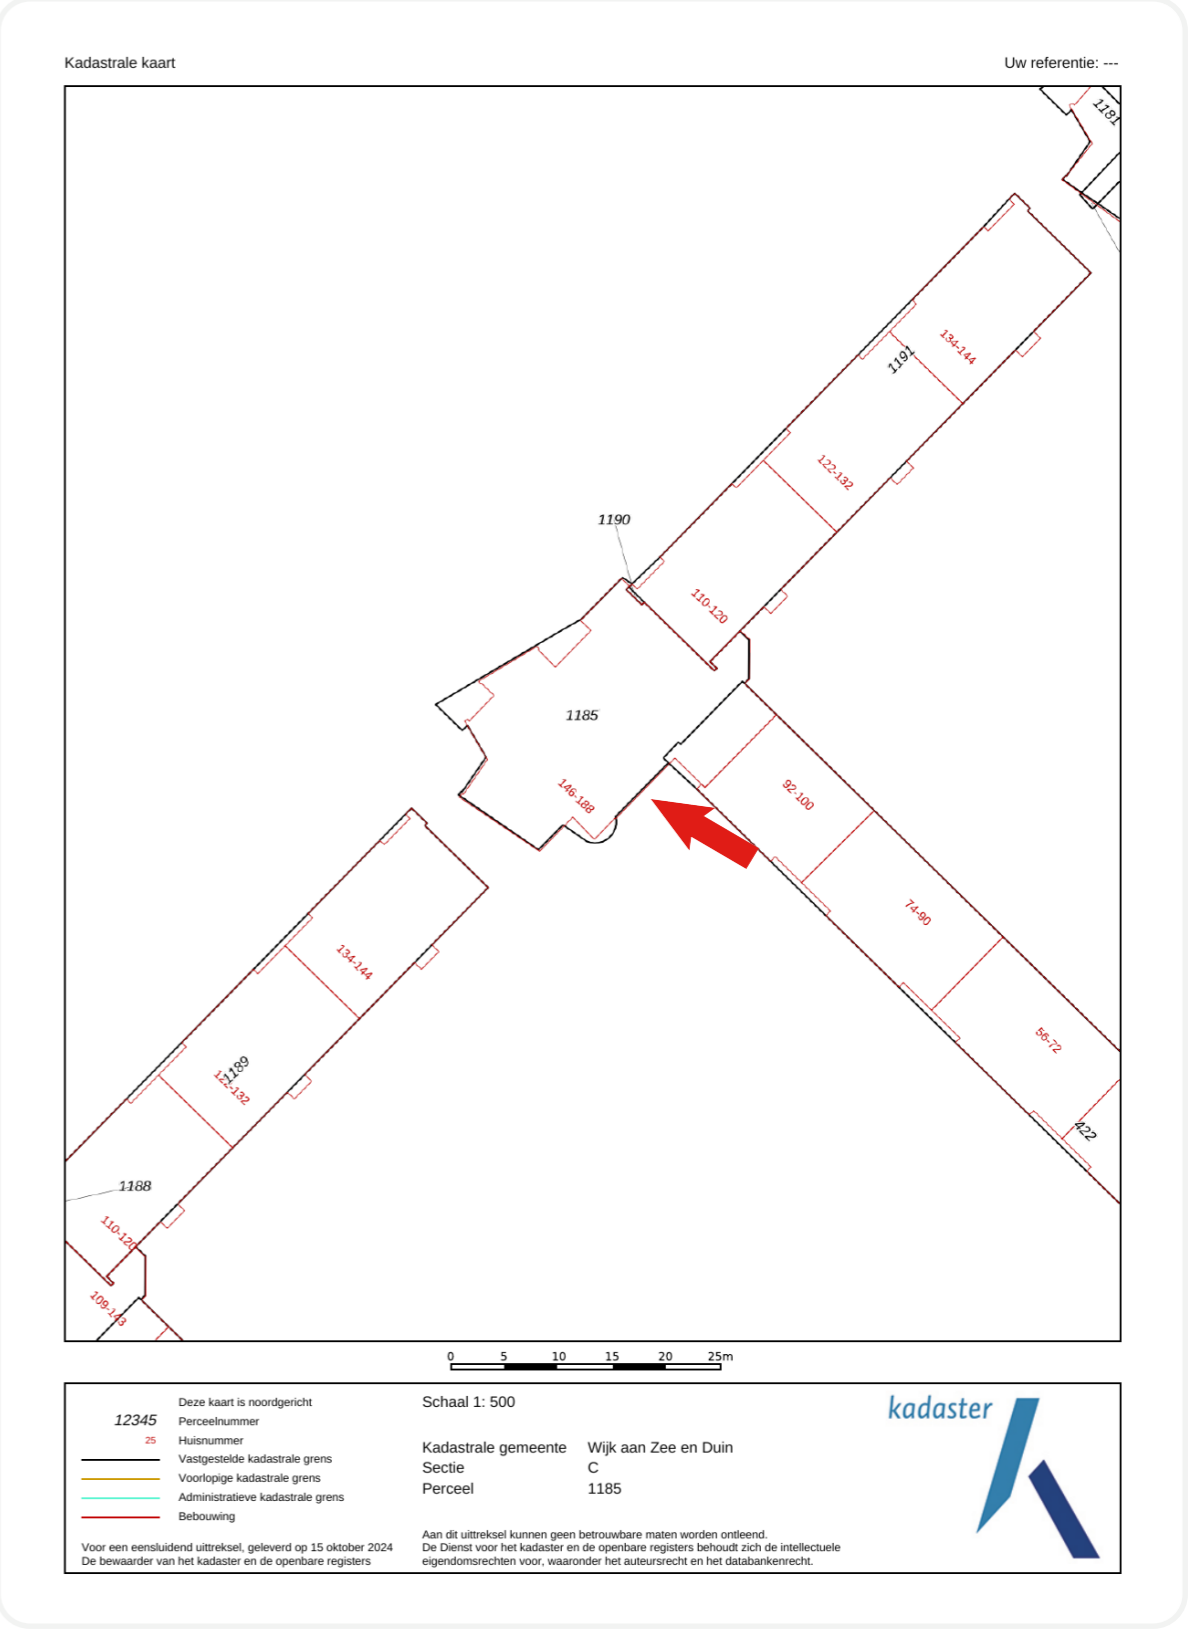 Kadastrale kaart
Uw referentie: ---
1181
134-144
1191
122-132
1190
110-120
1185
146-188
92-100
74-90
134-144
56-72
1189
122-132
422
1188
110-120
109-143
0 5 10 15 20 25m
Deze kaart is noordgericht
12345 Perceelnummer
25 Huisnummer
Vastgestelde kadastrale grens
Voorlopige kadastrale grens
Administratieve kadastrale grens
Bebouwing
Voor een eensluidend uittreksel, geleverd op 15 oktober 2024
De bewaarder van het kadaster en de openbare registers
Schaal 1: 500
Kadastrale gemeente Wijk aan Zee en Duin
Sectie C
Perceel 1185
Aan dit uittreksel kunnen geen betrouwbare maten worden ontleend.
De Dienst voor het kadaster en de openbare registers behoudt zich de intellectuele
eigendomsrechten voor, waaronder het auteursrecht en het databankenrecht.
kadaster